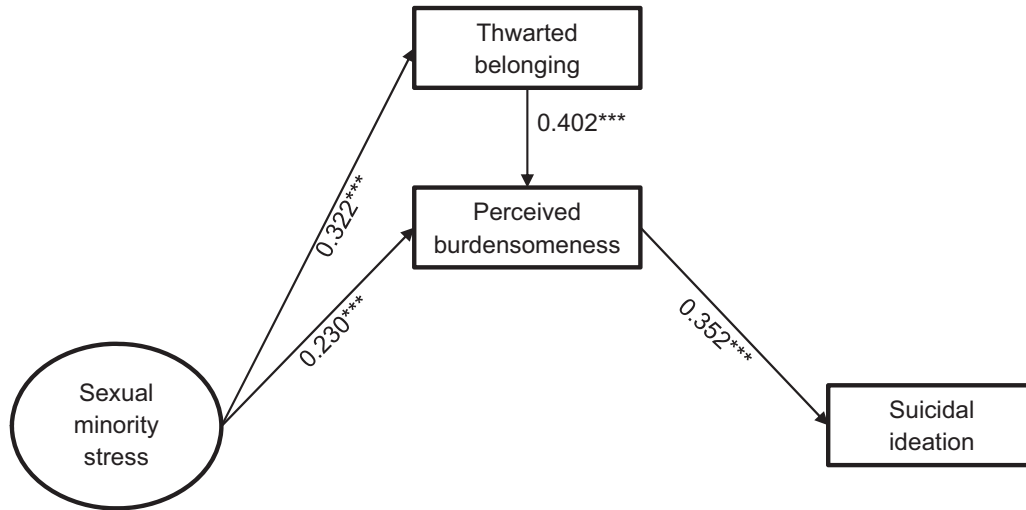 Thwarted
belonging
0.402***
0.322***
Perceived
burdensomeness
0.230***
0.352***
Sexual
minority
stress
Suicidal
ideation